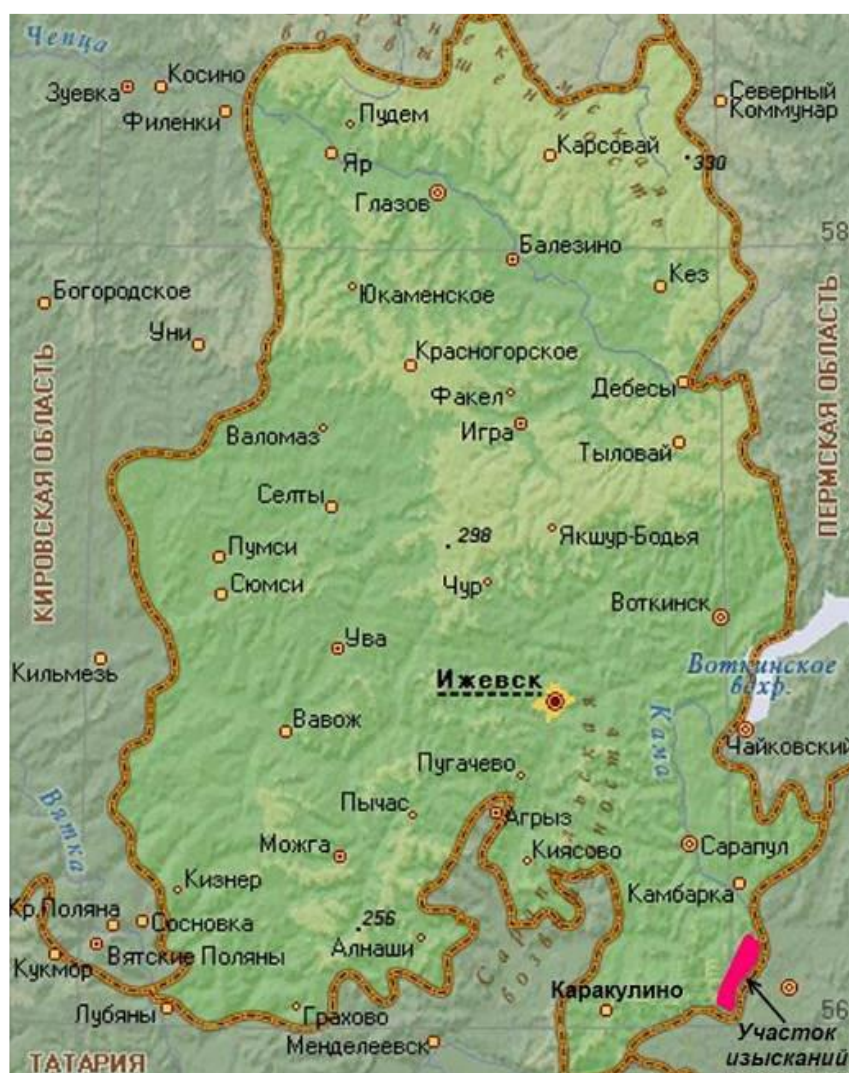 Чепца
Верхнекамская
возвышенность
Косино
Зуевка
Филенки
Северный
Коммунар
Пудем
Яр
Карсовай
330
Глазов
58
Балезино
Богородское
Юкаменское
Кез
Уни
Красногорское
КИРОВСКАЯ ОБЛАСТЬ
ПЕРМСКАЯ ОБЛАСТЬ
Факел
Дебесы
Валомаз
Игра
Тыловай
Селты
298
Якшур-Бодья
Пумси
Сюмси
Чур
Воткинск
Ува
Кильмезь
Воткинское
вдхр.
Ижевск
Кама
Вавож
Чайковский
Пугачево
Вятка
Пычас
Агрыз
Можга
Киясово
Сарапул
Кизнер
Камбарка
Кр.Поляна
Сосновка
256
Вятские Поляны
Алнаши
Кукмор
Каракулино
Лубяны
Грахово
56
Менделеевск
Участок
изысканий
ТАТАРИЯ